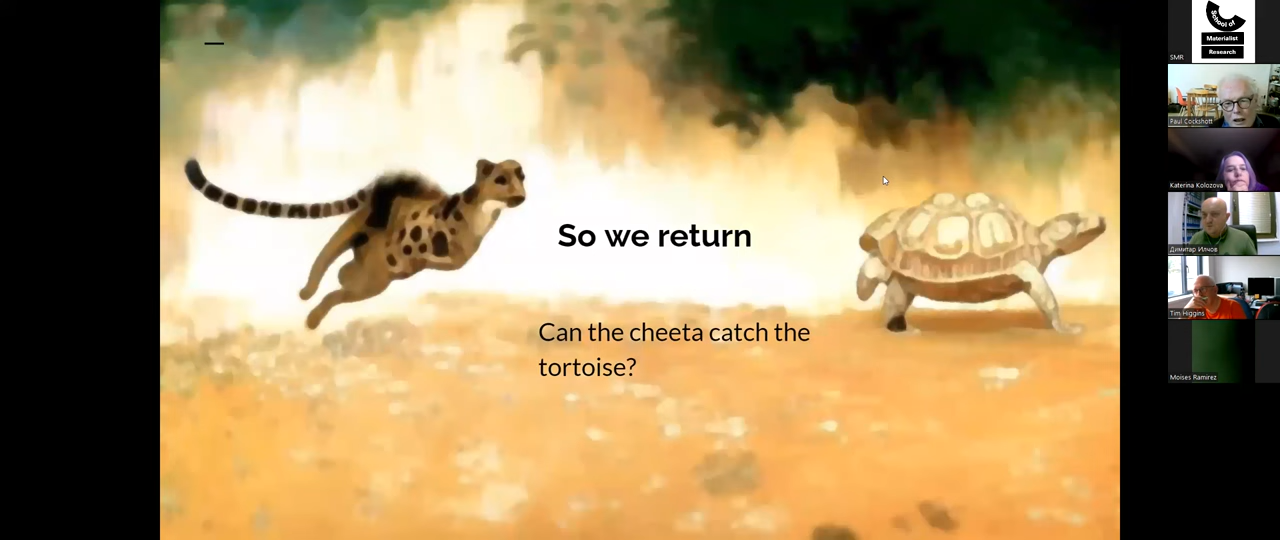 So we return
Can the cheeta catch the
tortoise?
School of
Materialist
Research
SMR
Paul Cockshott
Katerina Kolozova
Димитар Илчов
Tim Higgins
Moises Ramirez